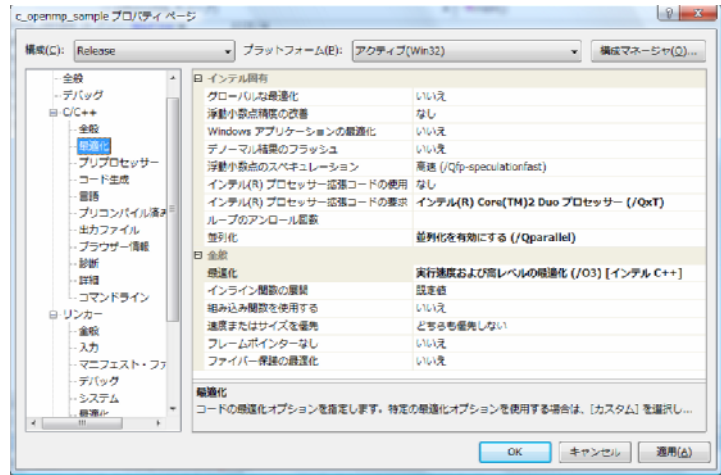 c_openmp_sample プロパティ ページ
構成(C): Release プラットフォーム(P): アクティブ(Win32) 構成マネージャ(O)...
全般
デバッグ
C/C++
全般
最適化
プリプロセッサー
コード生成
言語
プリコンパイル済み
出力ファイル
ブラウザー情報
診断
詳細
コマンドライン
リンカー
全般
入力
マニフェスト・ファ
デバッグ
システム
最適化
インテル固有
グローバルな最適化 いいえ
浮動小数点精度の改善 なし
Windows アプリケーションの最適化 いいえ
デノーマル結果のフラッシュ いいえ
浮動小数点のスペキュレーション 高速 (/Qfp-speculationfast)
インテル(R) プロセッサー拡張コードの使用 なし
インテル(R) プロセッサー拡張コードの要求 インテル(R) Core(TM)2 Duo プロセッサー (/QxT)
ループのアンロール回数
並列化 並列化を有効にする (/Qparallel)
全般
最適化 実行速度および高レベルの最適化 (/O3) [インテル C++]
インライン関数の展開 既定値
組み込み関数を使用する いいえ
速度またはサイズを優先 どちらも優先しない
フレームポインターなし いいえ
ファイバー保護の最適化 いいえ
最適化
コードの最適化オプションを指定します。特定の最適化オプションを使用する場合は、[カスタム] を選択し...
OK キャンセル 適用(A)